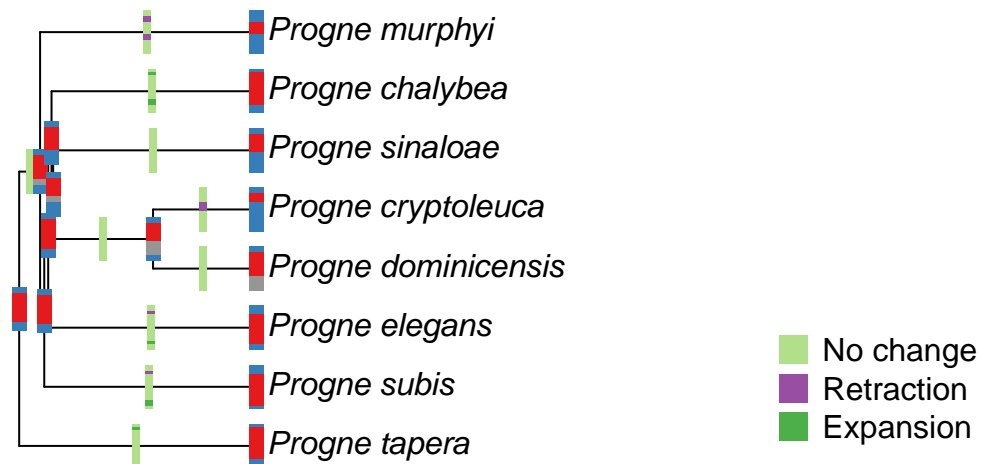 Progne murphyi
Progne chalybea
Progne sinaloae
Progne cryptoleuca
Progne dominicensis
Progne elegans
Progne subis
Progne tapera
No change
Retraction
Expansion